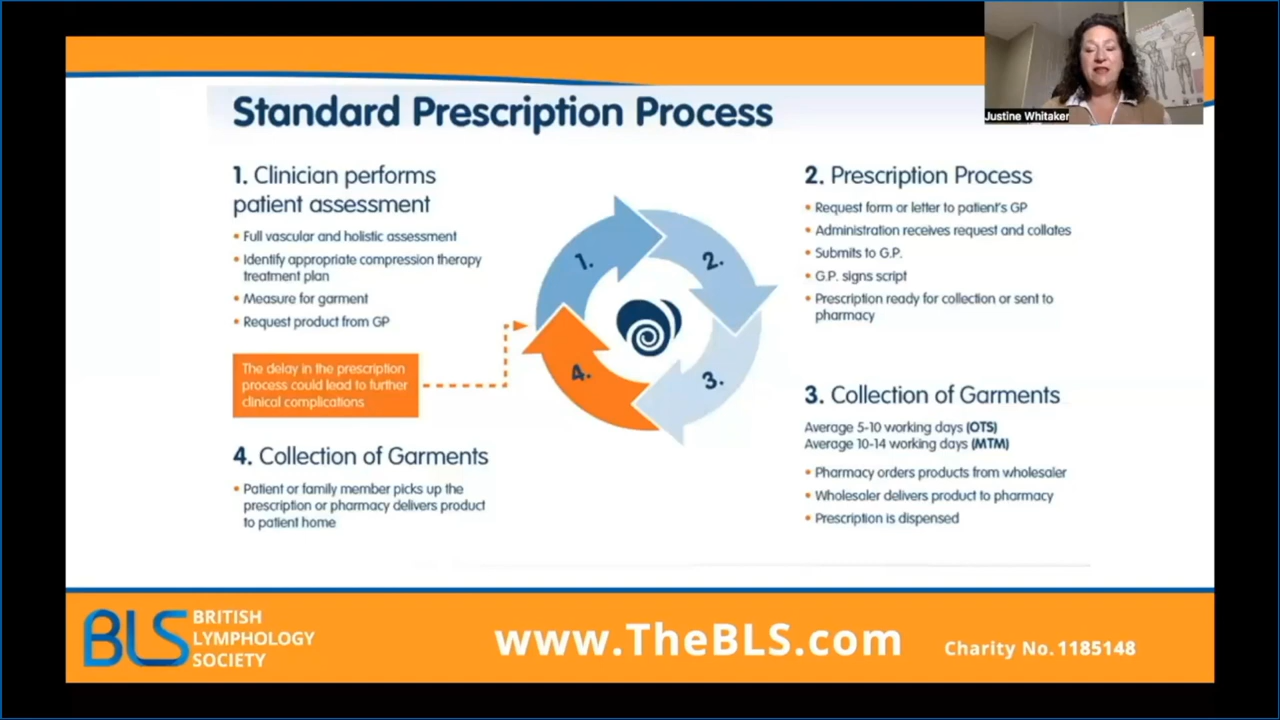 Justine Whitaker
Standard Prescription Process
1. Clinician performs
patient assessment
• Full vascular and holistic assessment
• Identify appropriate compression therapy
treatment plan
• Measure for garment
• Request product from GP
The delay in the prescription
process could lead to further
clinical complications
1.
2.
3.
4.
2. Prescription Process
• Request form or letter to patient's GP
• Administration receives request and collates
• Submits to G.P.
• G.P. signs script
• Prescription ready for collection or sent to
pharmacy
3. Collection of Garments
Average 5-10 working days (OTS)
Average 10-14 working days (MTM)
• Pharmacy orders products from wholesaler
• Wholesaler delivers product to pharmacy
• Prescription is dispensed
4. Collection of Garments
• Patient or family member picks up the
prescription or pharmacy delivers product
to patient home
BLS
BRITISH
LYMPHOLOGY
SOCIETY
www.TheBLS.com
Charity No. 1185148